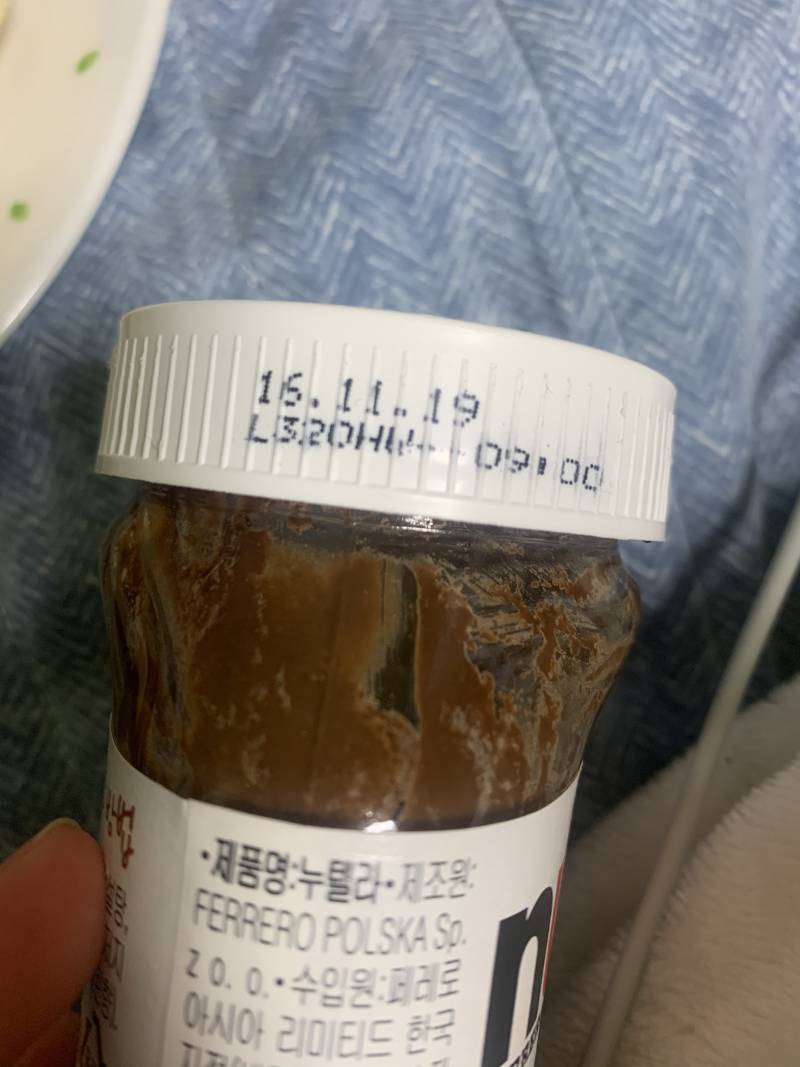 16.11.19
L320HW-- 09:00
•제품명:누텔라•제조원:
FERRERO POLSKA Sp.
z o. o.•수입원:페레로
아시아 리미티드 한국
n